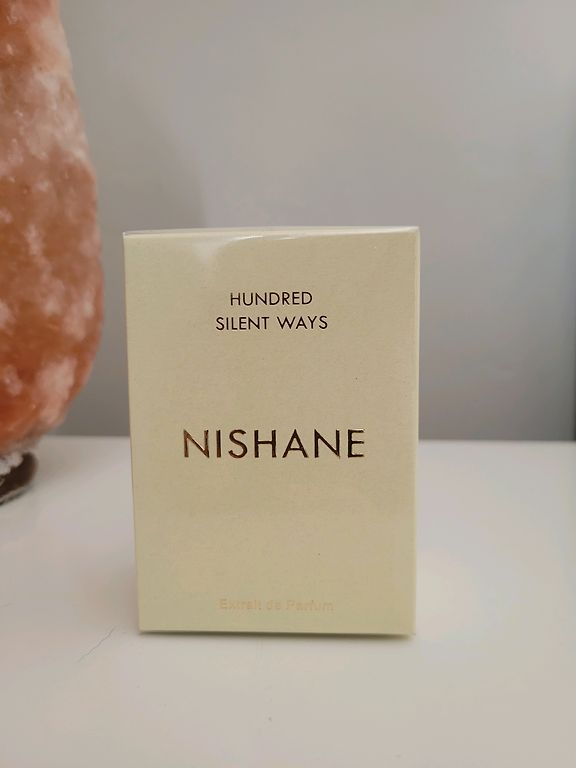 HUNDRED
SILENT WAYS
NISHANE
Extrait de Parfum